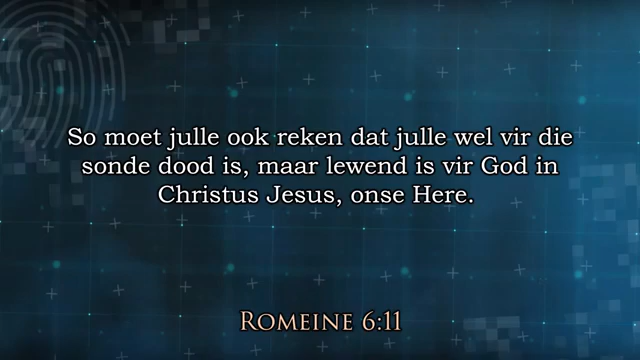 So moet julle ook reken dat julle wel vir die
sonde dood is, maar lewend is vir God in
Christus Jesus, onse Here.
Romeine 6:11